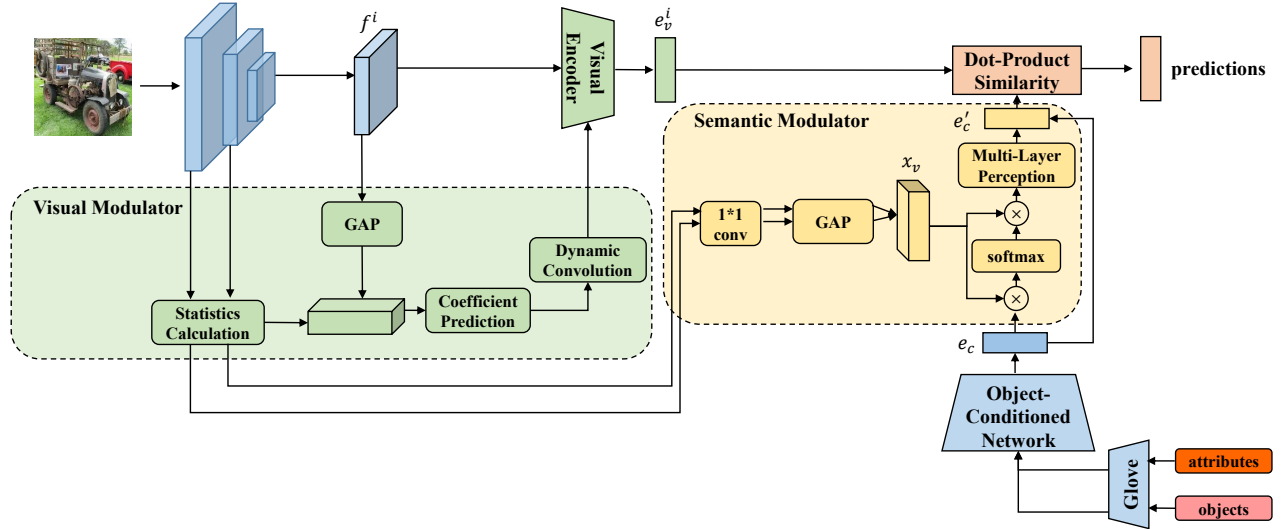 f^i
e_v^i
Visual
Encoder
Dot-Product
Similarity
predictions
Semantic Modulator
e_c′
Multi-Layer
Perception
x_v
Visual Modulator
GAP
1*1
conv
GAP
×
Dynamic
Convolution
softmax
Statistics
Calculation
Coefficient
Prediction
×
e_c
Object-
Conditioned
Network
Glove
attributes
objects